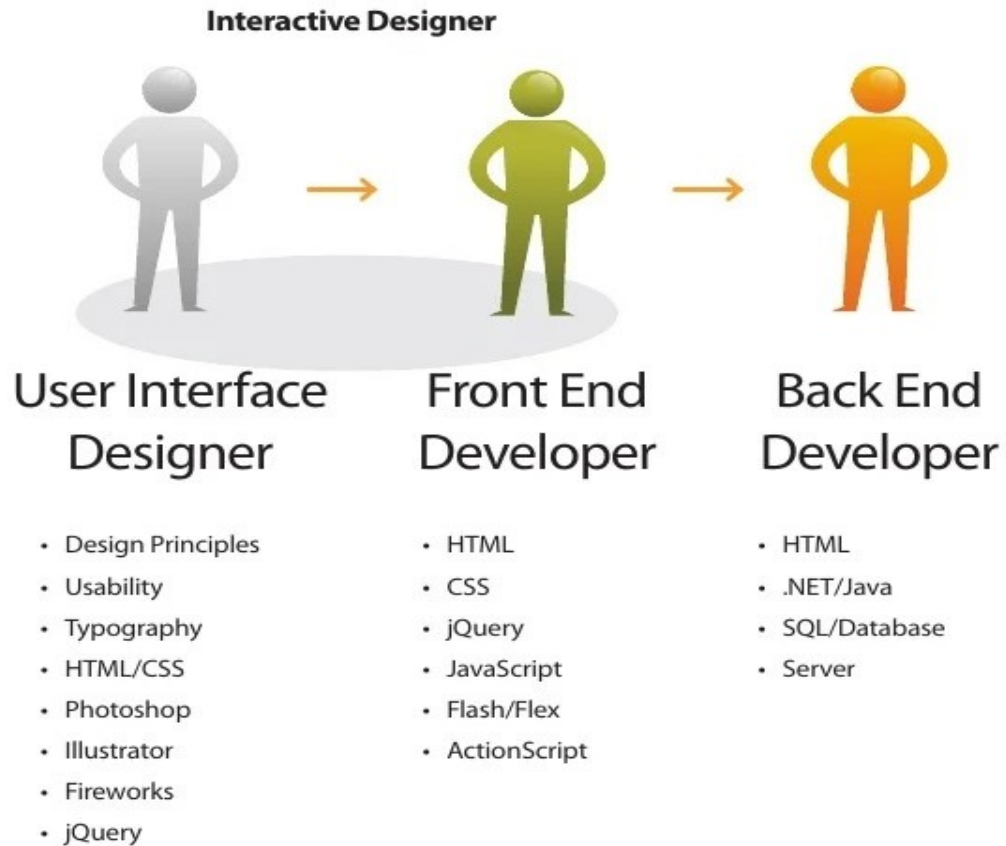 Interactive Designer
User Interface
Designer
• Design Principles
• Usability
• Typography
• HTML/CSS
• Photoshop
• Illustrator
• Fireworks
• jQuery
Front End
Developer
• HTML
• CSS
• jQuery
• JavaScript
• Flash/Flex
• ActionScript
Back End
Developer
• HTML
• .NET/Java
• SQL/Database
• Server